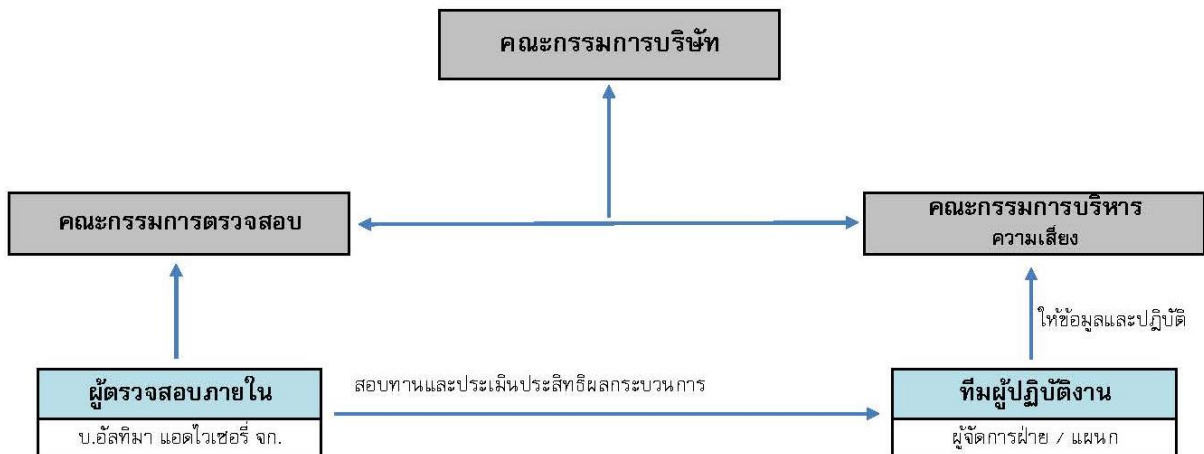 คณะกรรมการบริษัท
คณะกรรมการตรวจสอบ
คณะกรรมการบริหาร
ความเสี่ยง
ให้ข้อมูลและปฎิบัติ
ผู้ตรวจสอบภายใน
บ.อัลทิมา แอดไวเซอรี่ จก.
สอบทานและประเมินประสิทธิผลกระบวนการ
ทีมผู้ปฏิบัติงาน
ผู้จัดการฝ่าย / แผนก